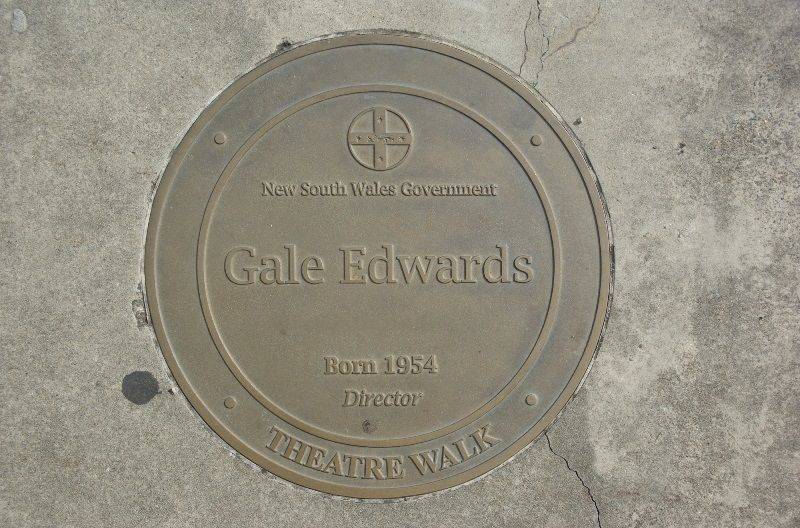 New South Wales Government
Gale Edwards
Born 1954
Director
THEATRE WALK